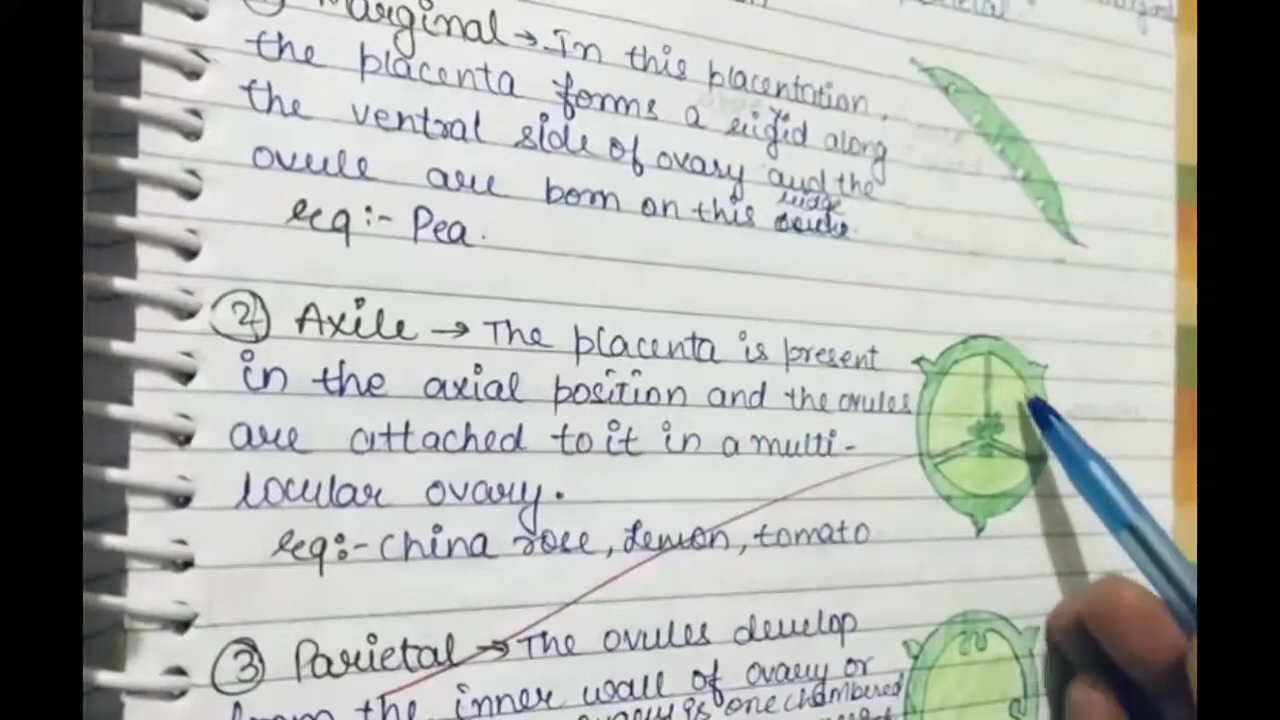 Marginal → In this placentation,
the placenta forms a ridge along
the ventral side of ovary and the
ovule are born on this ridge
eg:- Pea.
② Axile → The placenta is present
in the axial position and the ovules
are attached to it in a multi-
locular ovary.
eg:- China rose, Lemon, tomato
③ Parietal → The ovules develop
from the inner wall of ovary or
ovary is one chambered